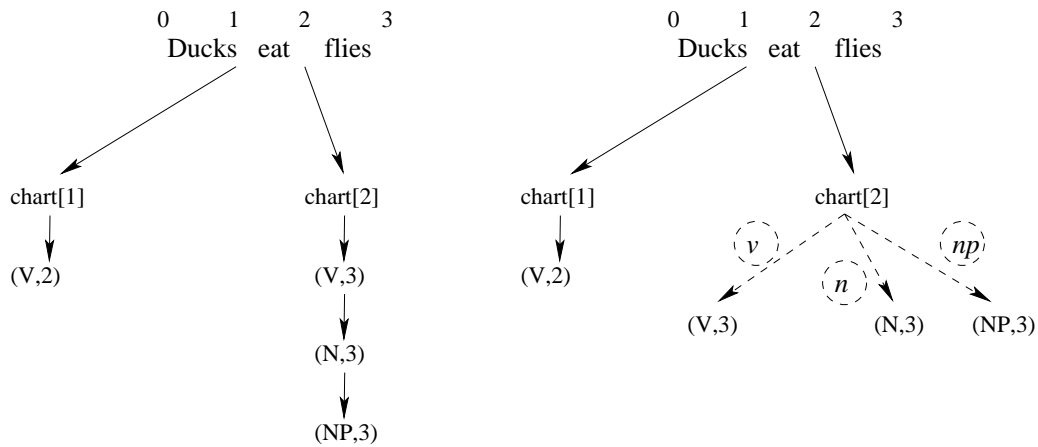 0 1 2 3
Ducks eat flies
chart[1] chart[2]
(V,2) (V,3)
(N,3)
(NP,3)
0 1 2 3
Ducks eat flies
chart[1] chart[2]
v n np
(V,2)
(V,3) (N,3) (NP,3)